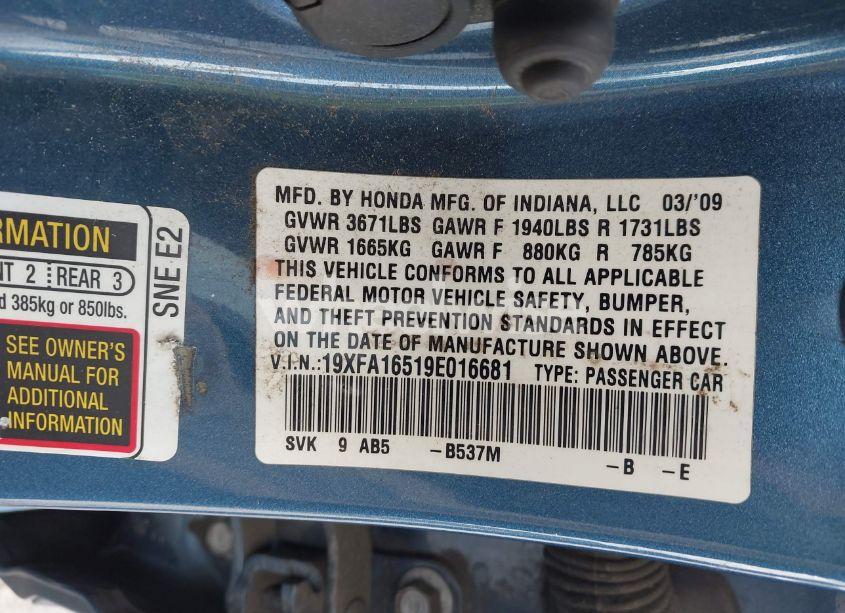 MFD. BY HONDA MFG. OF INDIANA, LLC 03/'09
GVWR 3671LBS GAWR F 1940LBS R 1731LBS
GVWR 1665KG GAWR F 880KG R 785KG
THIS VEHICLE CONFORMS TO ALL APPLICABLE
FEDERAL MOTOR VEHICLE SAFETY, BUMPER,
AND THEFT PREVENTION STANDARDS IN EFFECT
ON THE DATE OF MANUFACTURE SHOWN ABOVE.
V.I.N.:19XFA16519E016681 TYPE: PASSENGER CAR
SVK 9 AB5 -B537M
-B -E
RMATION
NT 2 REAR 3
d 385kg or 850lbs.
SEE OWNER'S
MANUAL FOR
ADDITIONAL
INFORMATION
SNE E2